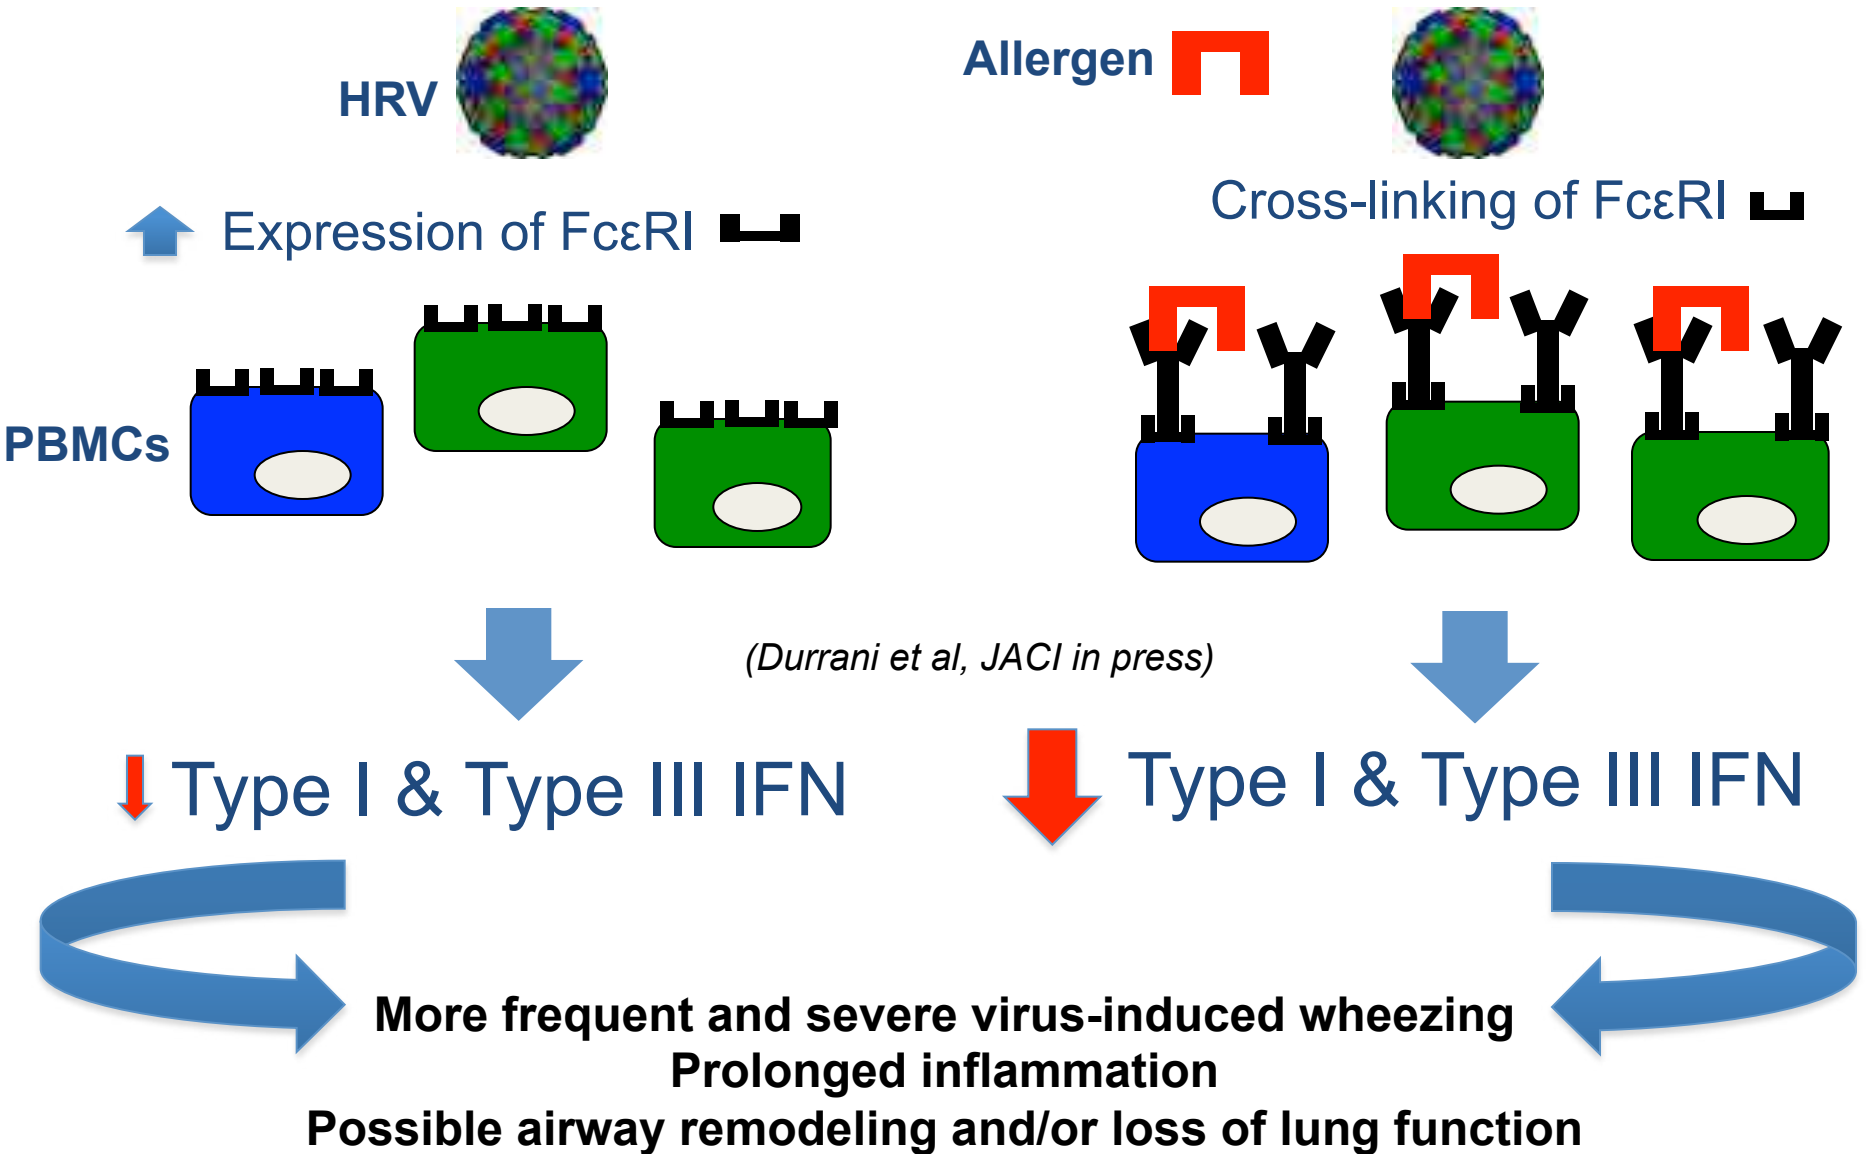 HRV
Allergen
Expression of FcεRI
Cross-linking of FcεRI
PBMCs
(Durrani et al, JACI in press)
Type I & Type III IFN
Type I & Type III IFN
More frequent and severe virus-induced wheezing
Prolonged inflammation
Possible airway remodeling and/or loss of lung function